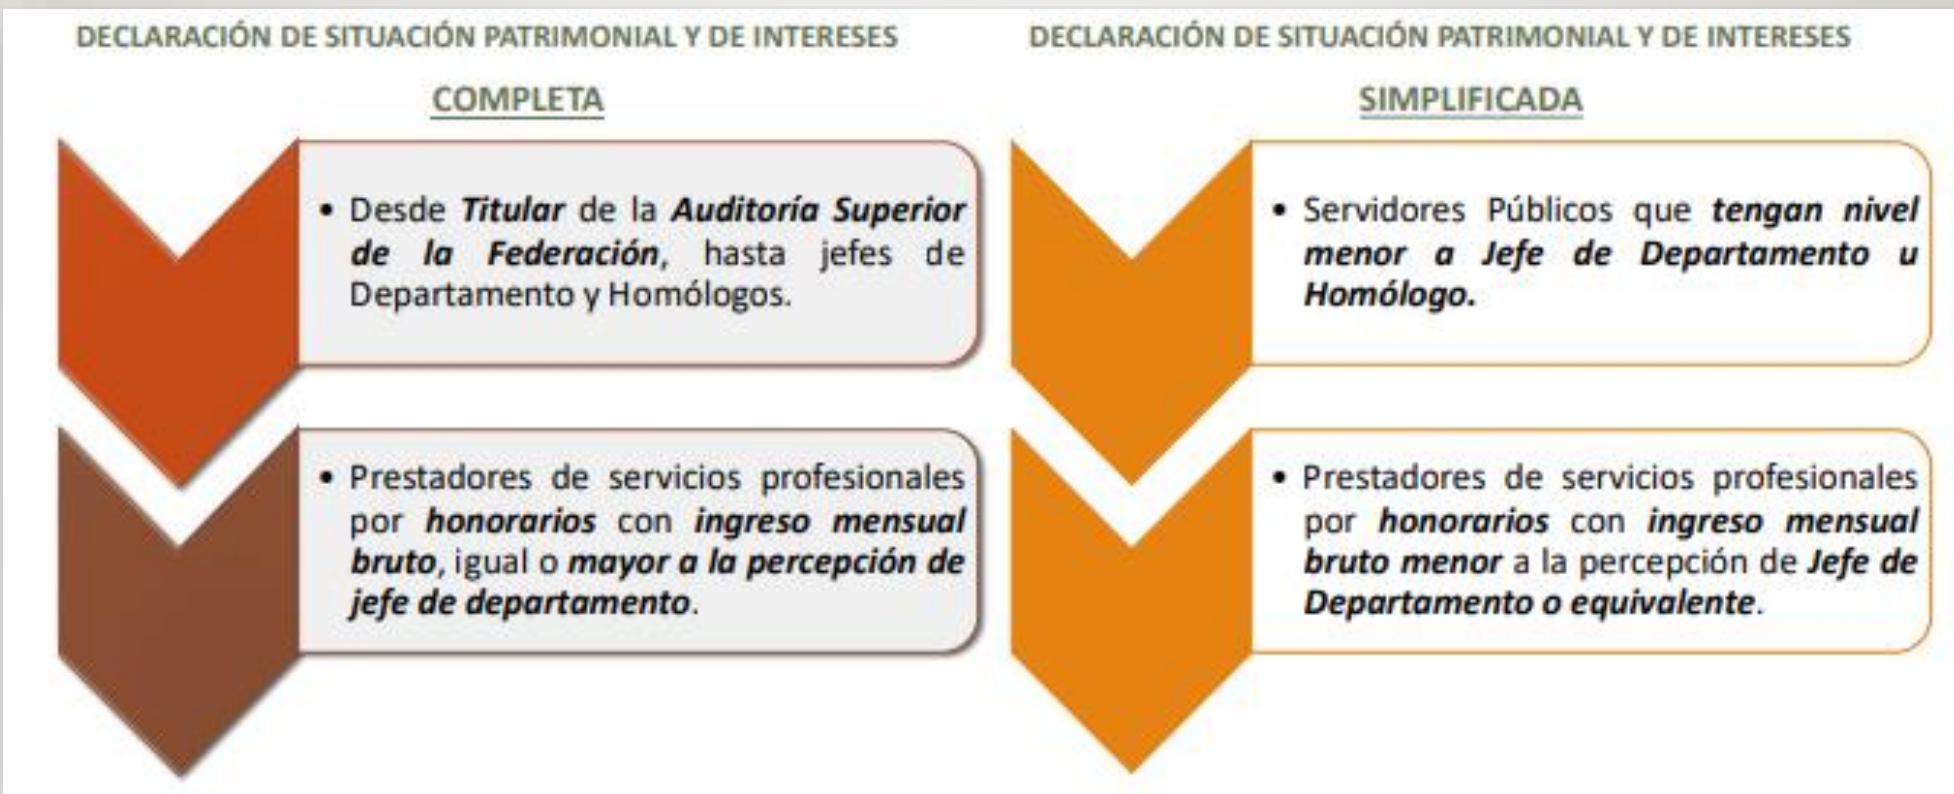 DECLARACIÓN DE SITUACIÓN PATRIMONIAL Y DE INTERESES
COMPLETA
• Desde Titular de la Auditoría Superior
de la Federación, hasta jefes de
Departamento y Homólogos.
• Prestadores de servicios profesionales
por honorarios con ingreso mensual
bruto, igual o mayor a la percepción de
jefe de departamento.
DECLARACIÓN DE SITUACIÓN PATRIMONIAL Y DE INTERESES
SIMPLIFICADA
• Servidores Públicos que tengan nivel
menor a Jefe de Departamento u
Homólogo.
• Prestadores de servicios profesionales
por honorarios con ingreso mensual
bruto menor a la percepción de Jefe de
Departamento o equivalente.